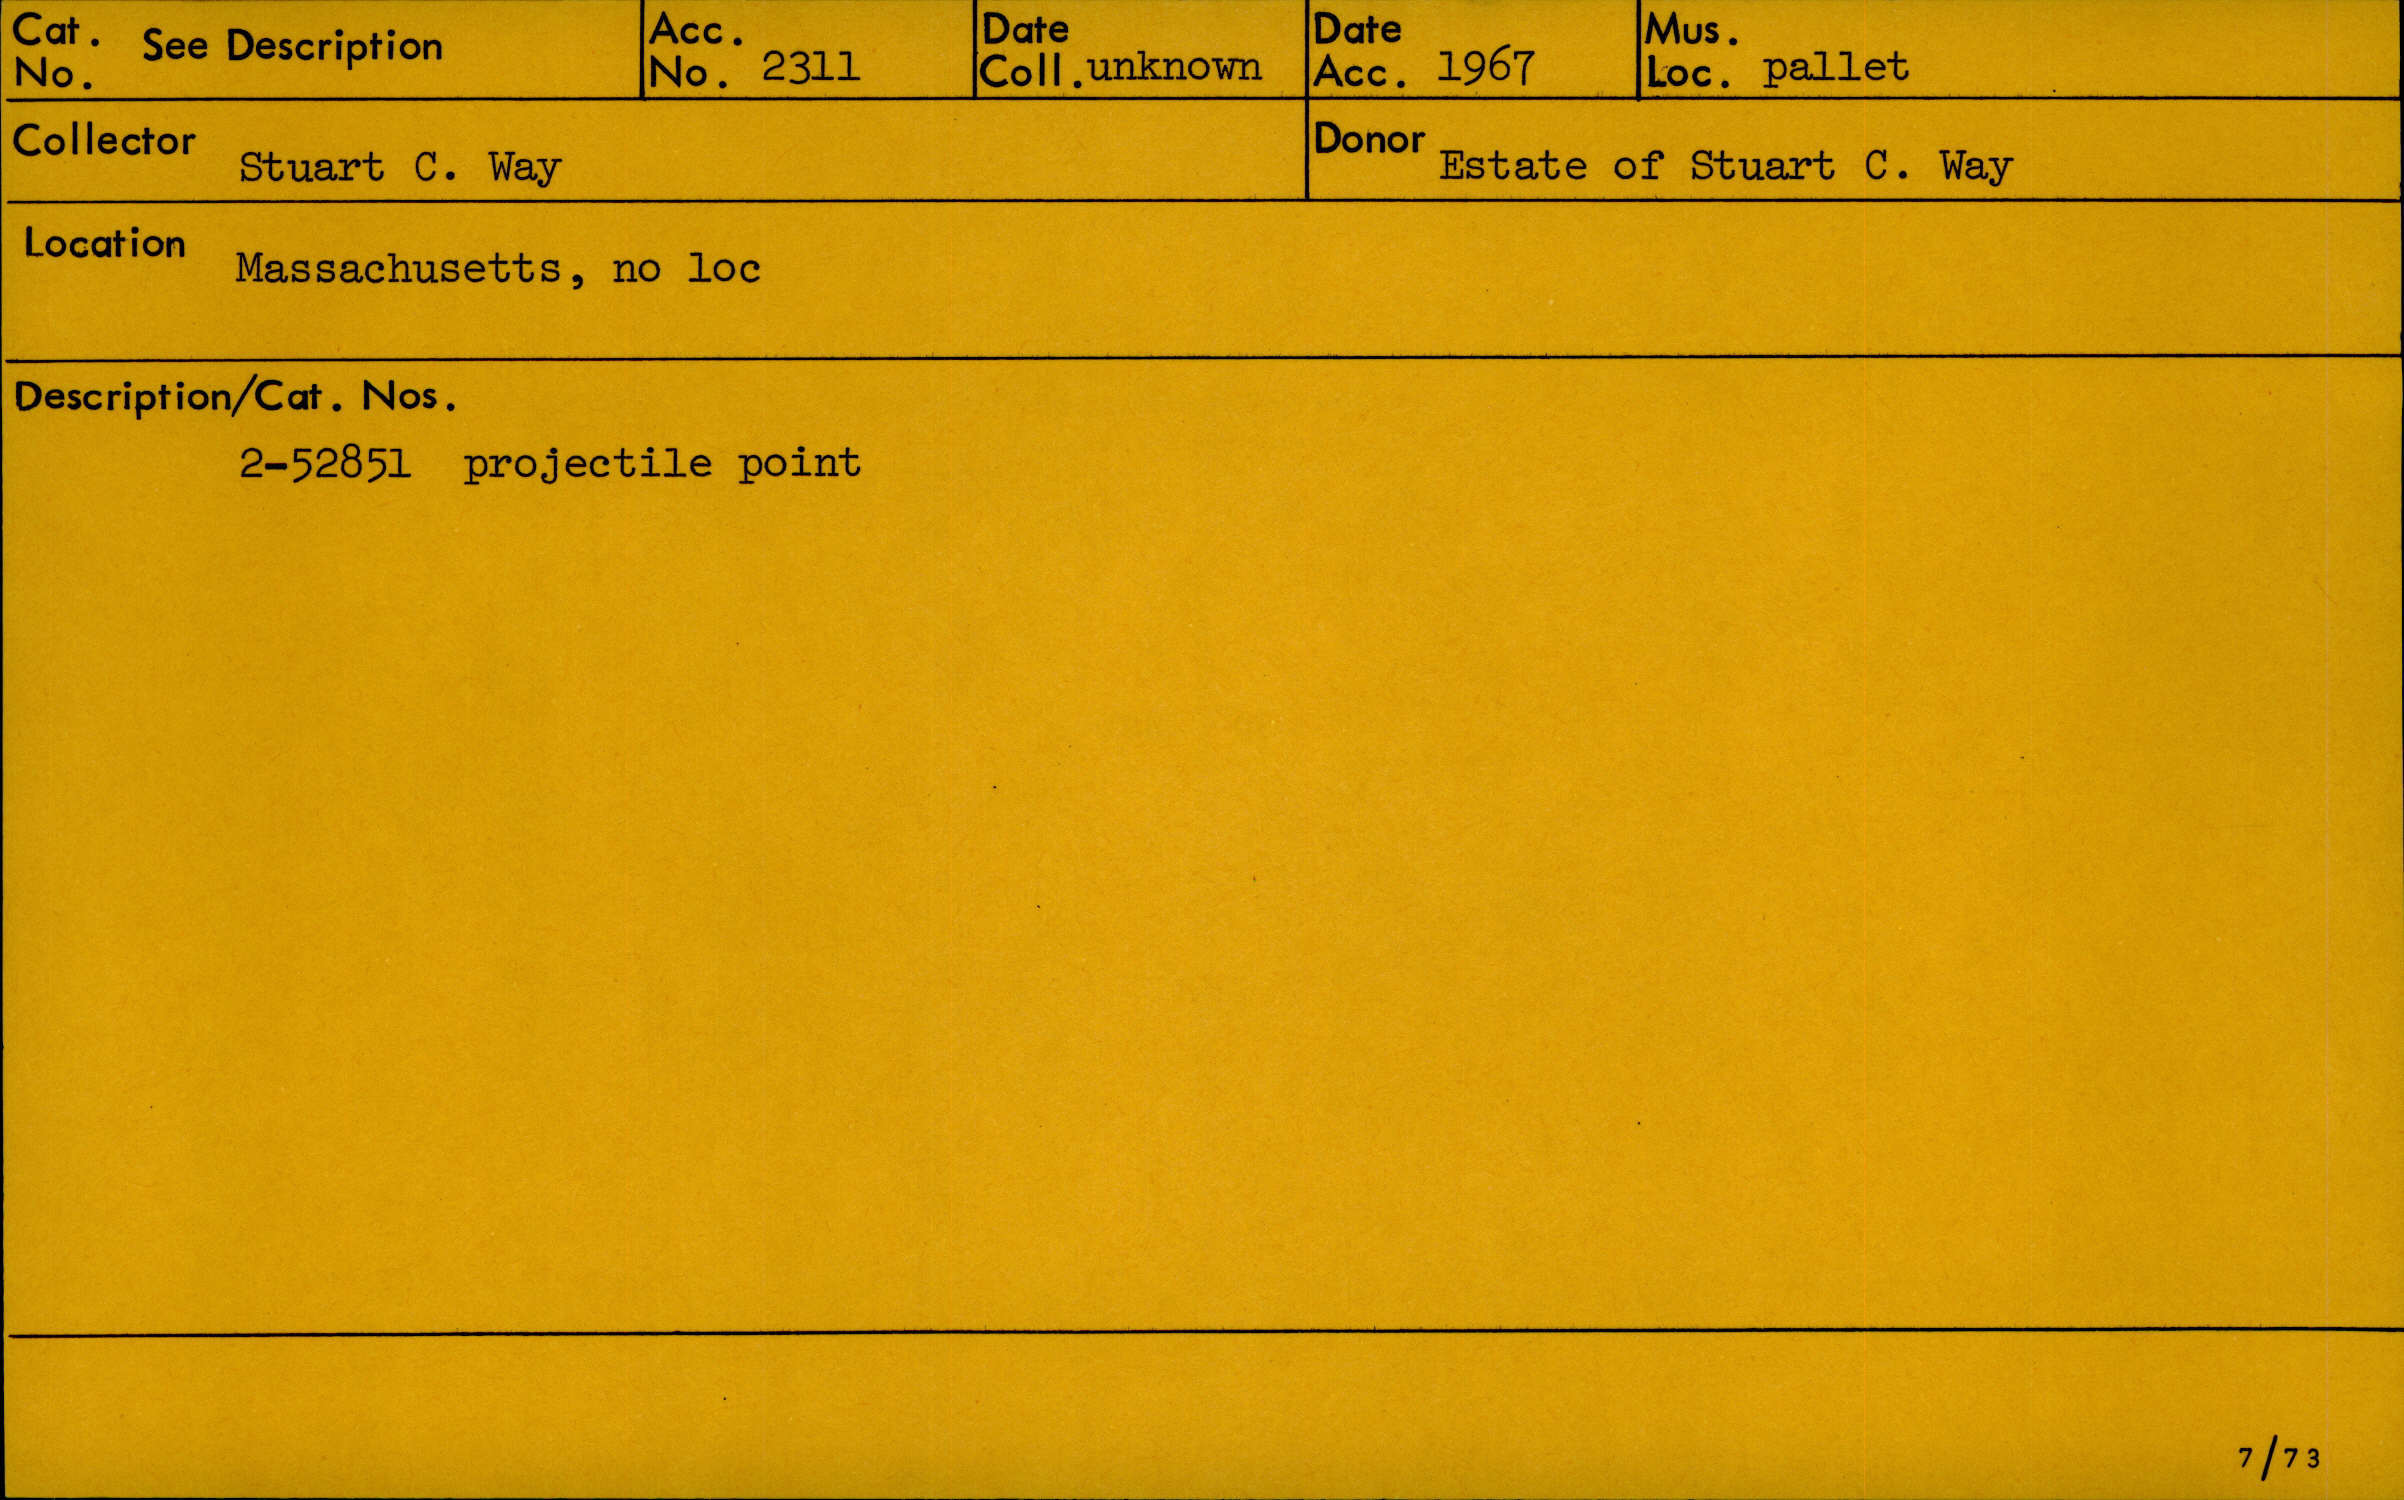 Cat. No. See Description
Acc. No. 2311
Date Coll. unknown
Date Acc. 1967
Mus. Loc. pallet
Collector Stuart C. Way
Donor Estate of Stuart C. Way
Location Massachusetts, no loc
Description/Cat. Nos.
2-52851 projectile point
7/73